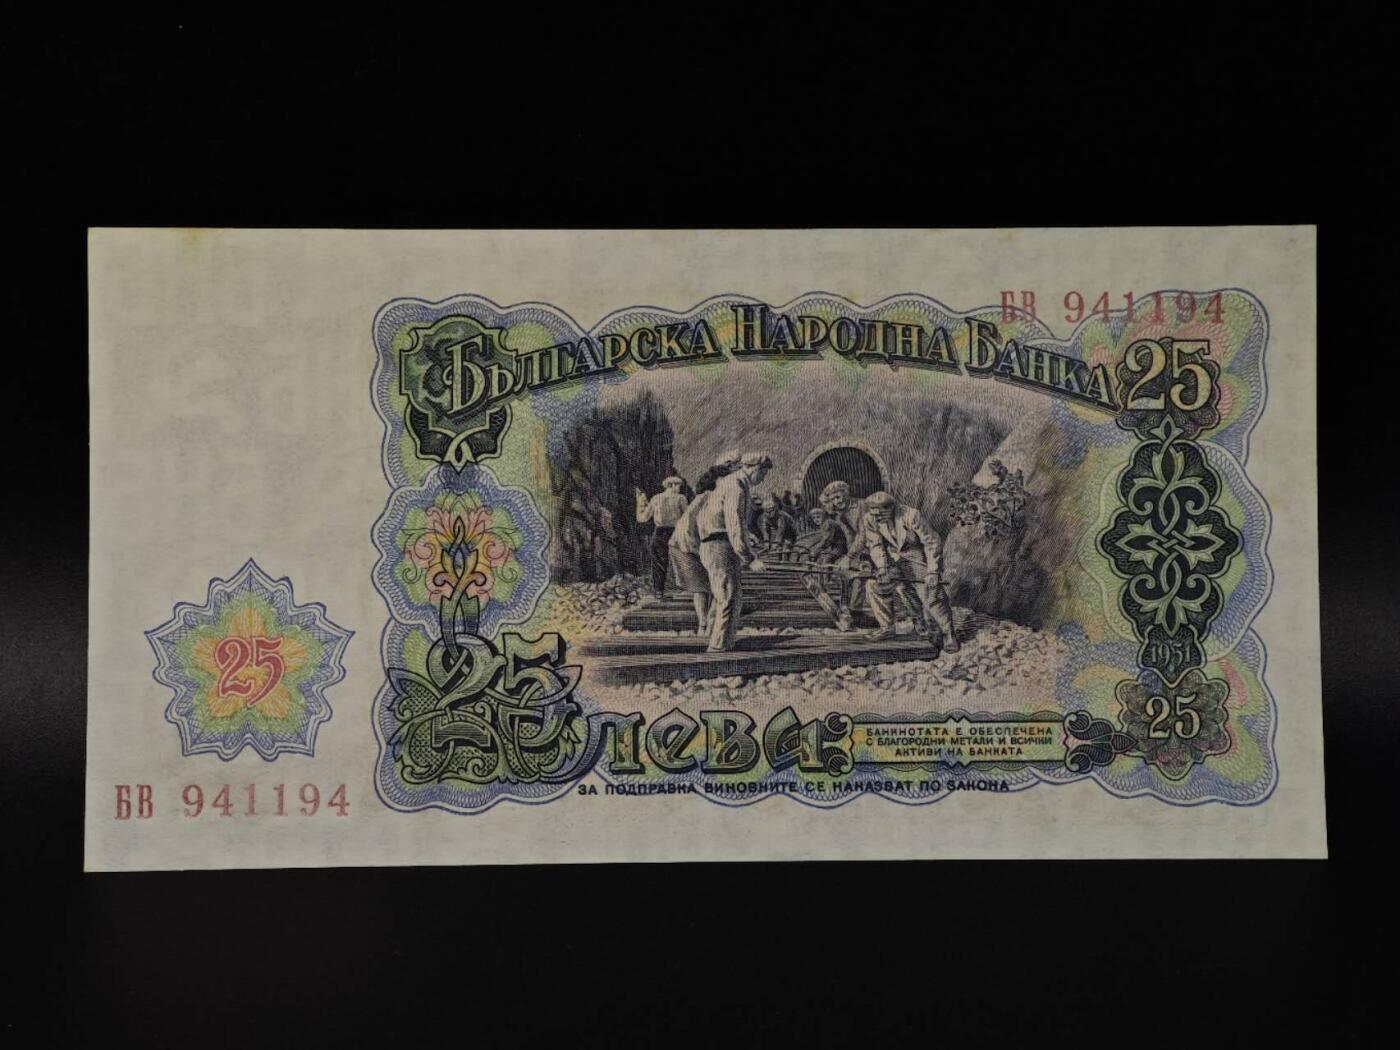 БВ 941194
БЪЛГАРСКА НАРОДНА БАНКА
25
25
1951
25 ЛЕВА
25
БАНКНОТАТА Е ОБЕЗПЕЧЕНА
С БЛАГОРОДНИ МЕТАЛИ И ВСИЧКИ
АКТИВИ НА БАНКАТА
ЗА ПОДПРАВКА ВИНОВНИТЕ СЕ НАКАЗВАТ ПО ЗАКОНА
БВ 941194